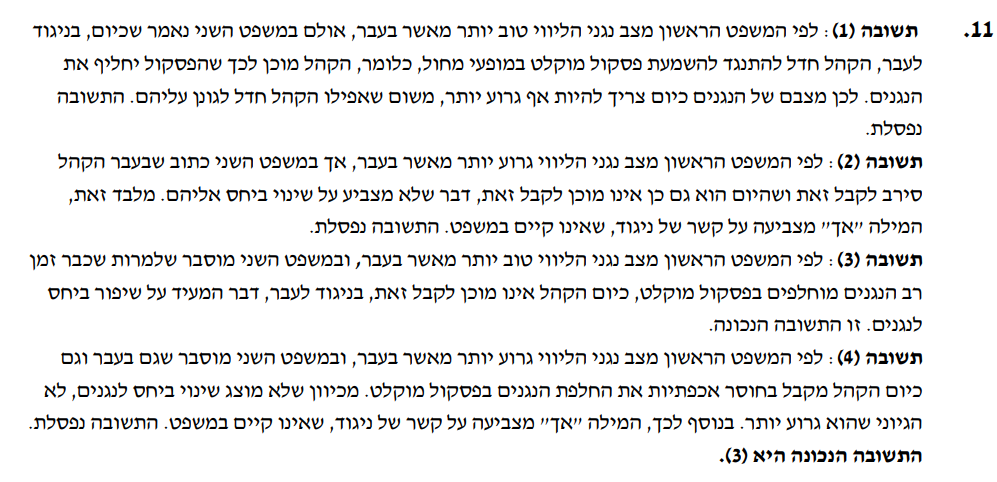 11. תשובה (1): לפי המשפט הראשון מצב נגני הליווי טוב יותר מאשר בעבר, אולם במשפט השני נאמר שכיום, בניגוד
לעבר, הקהל חדל להתנגד להשמעת פסקול מוקלט במופעי מחול, כלומר, הקהל מוכן לכך שהפסקול יחליף את
הנגנים. לכן מצבם של הנגנים כיום צריך להיות אף גרוע יותר, משום שאפילו הקהל חדל לגונן עליהם. התשובה
נפסלת.
תשובה (2): לפי המשפט הראשון מצב נגני הליווי גרוע יותר מאשר בעבר, אך במשפט השני כתוב שבעבר הקהל
סירב לקבל זאת ושהיום הוא גם כן אינו מוכן לקבל זאת, דבר שלא מצביע על שינוי ביחס אליהם. מלבד זאת,
המילה "אך" מצביעה על קשר של ניגוד, שאינו קיים במשפט. התשובה נפסלת.
תשובה (3): לפי המשפט הראשון מצב נגני הליווי טוב יותר מאשר בעבר, ובמשפט השני מוסבר שלמרות שכבר זמן
רב הנגנים מוחלפים בפסקול מוקלט, כיום הקהל אינו מוכן לקבל זאת, בניגוד לעבר, דבר המעיד על שיפור ביחס
לנגנים. זו התשובה הנכונה.
תשובה (4): לפי המשפט הראשון מצב נגני הליווי גרוע יותר מאשר בעבר, ובמשפט השני מוסבר שגם בעבר וגם
כיום הקהל מקבל בחוסר אכפתיות את החלפת הנגנים בפסקול מוקלט. מכיוון שלא מוצג שינוי ביחס לנגנים, לא
הגיוני שהוא גרוע יותר. בנוסף לכך, המילה "אך" מצביעה על קשר של ניגוד, שאינו קיים במשפט. התשובה נפסלת.
התשובה הנכונה היא (3).